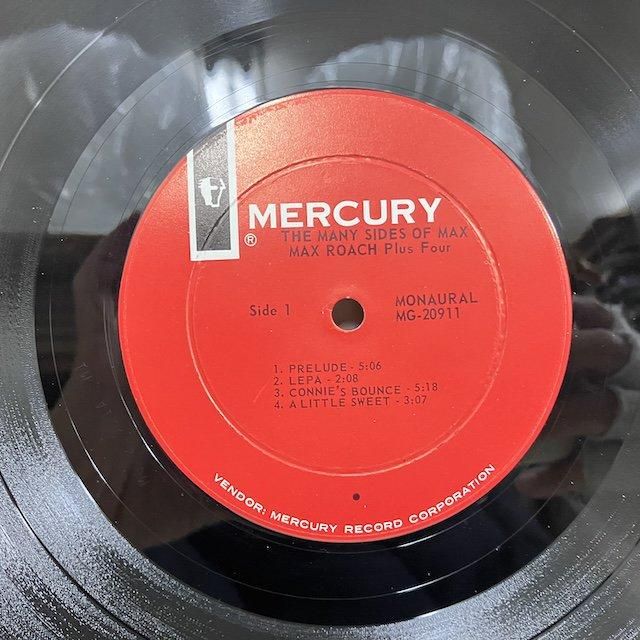 MERCURY
®
THE MANY SIDES OF MAX
MAX ROACH Plus Four
Side 1
MONAURAL
MG-20911
1. PRELUDE - 5:06
2. LEPA - 2:08
3. CONNIE'S BOUNCE - 5:18
4. A LITTLE SWEET - 3:07
VENDOR: MERCURY RECORD CORPORATION